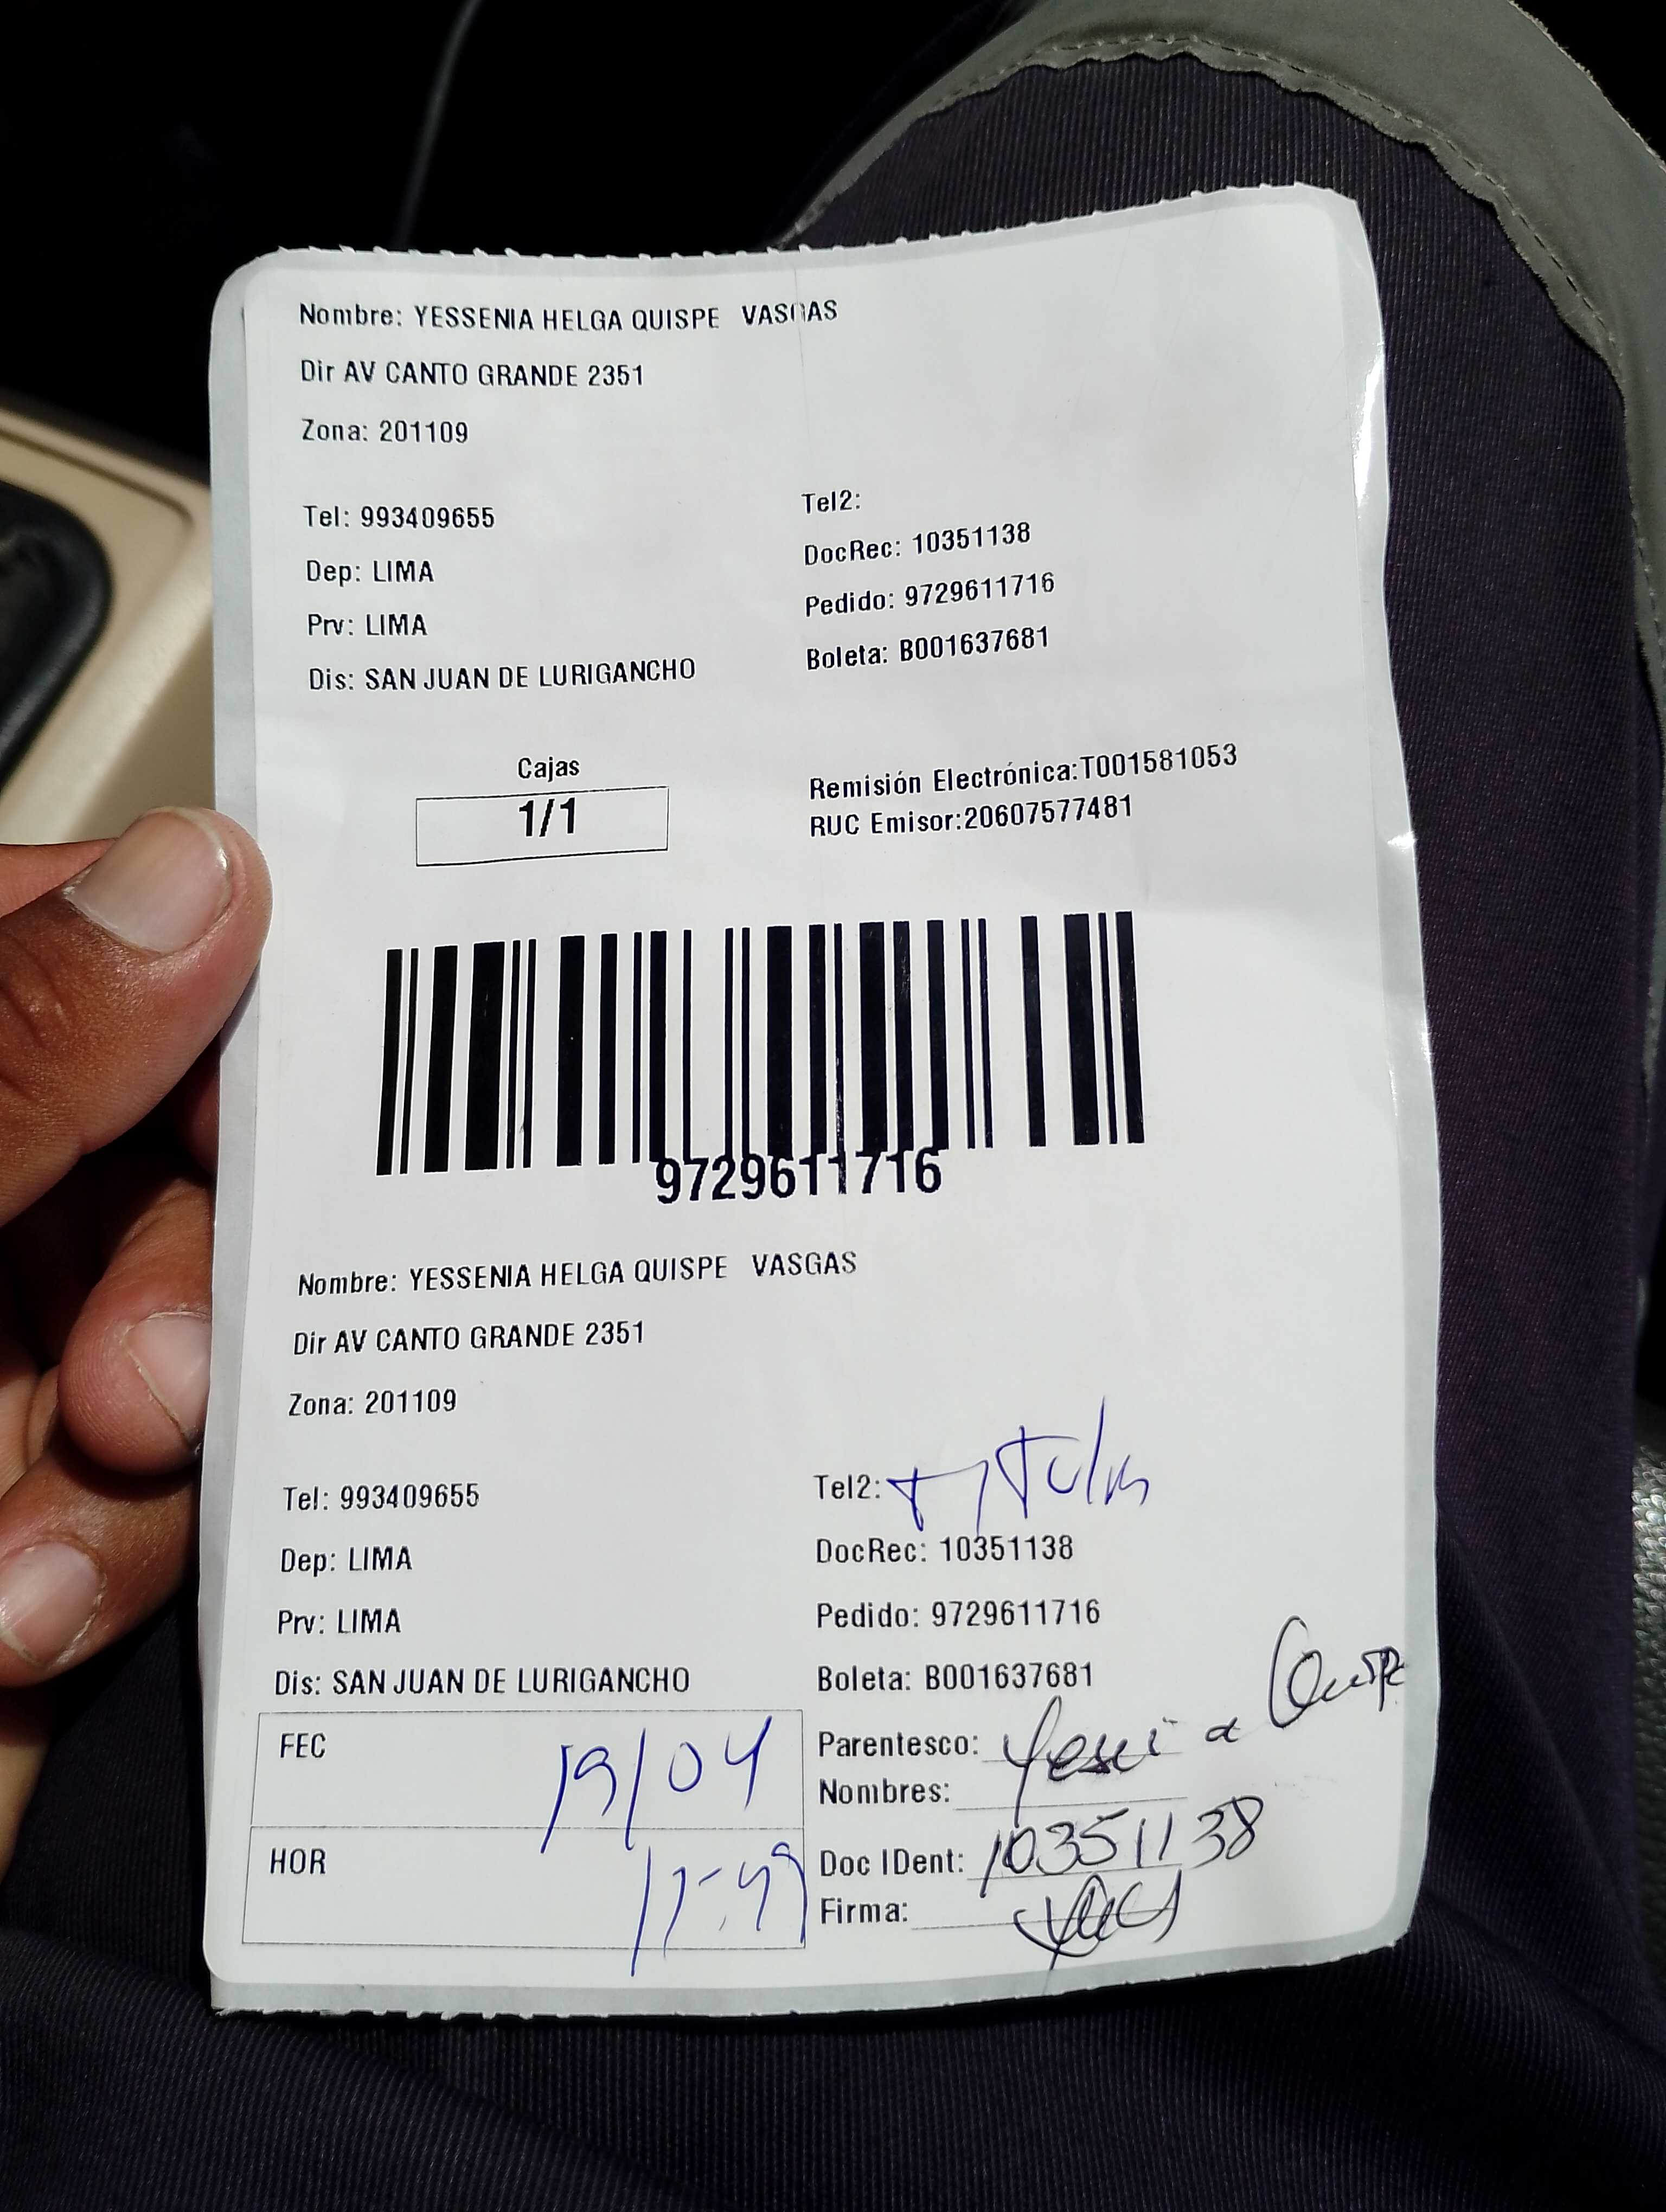 Nombre: YESSENIA HELGA QUISPE VASGAS
Dir AV CANTO GRANDE 2351
Zona: 201109
Tel: 993409655
Tel2:
Dep: LIMA
DocRec: 10351138
Prv: LIMA
Pedido: 9729611716
Dis: SAN JUAN DE LURIGANCHO
Boleta: B001637681
Cajas
1/1
Remisión Electrónica:T001581053
RUC Emisor:20607577481
9729611716
Nombre: YESSENIA HELGA QUISPE VASGAS
Dir AV CANTO GRANDE 2351
Zona: 201109
Tel: 993409655
Tel2:
Dep: LIMA
DocRec: 10351138
Prv: LIMA
Pedido: 9729611716
Dis: SAN JUAN DE LURIGANCHO
Boleta: B001637681
FEC 19/04
Parentesco:
Nombres:
HOR
Doc IDent: 10351138
Firma: